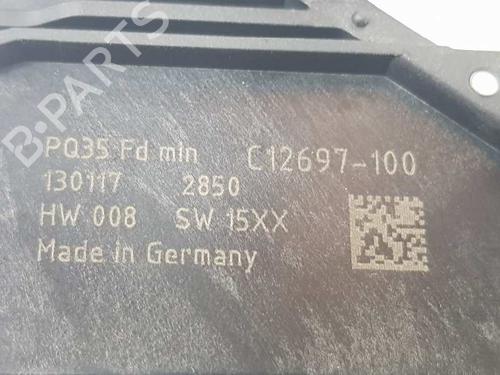 B-PARTS
PQ35 Fd min C12697-100
130117 2850
HW 008 SW 15XX
Made in Germany